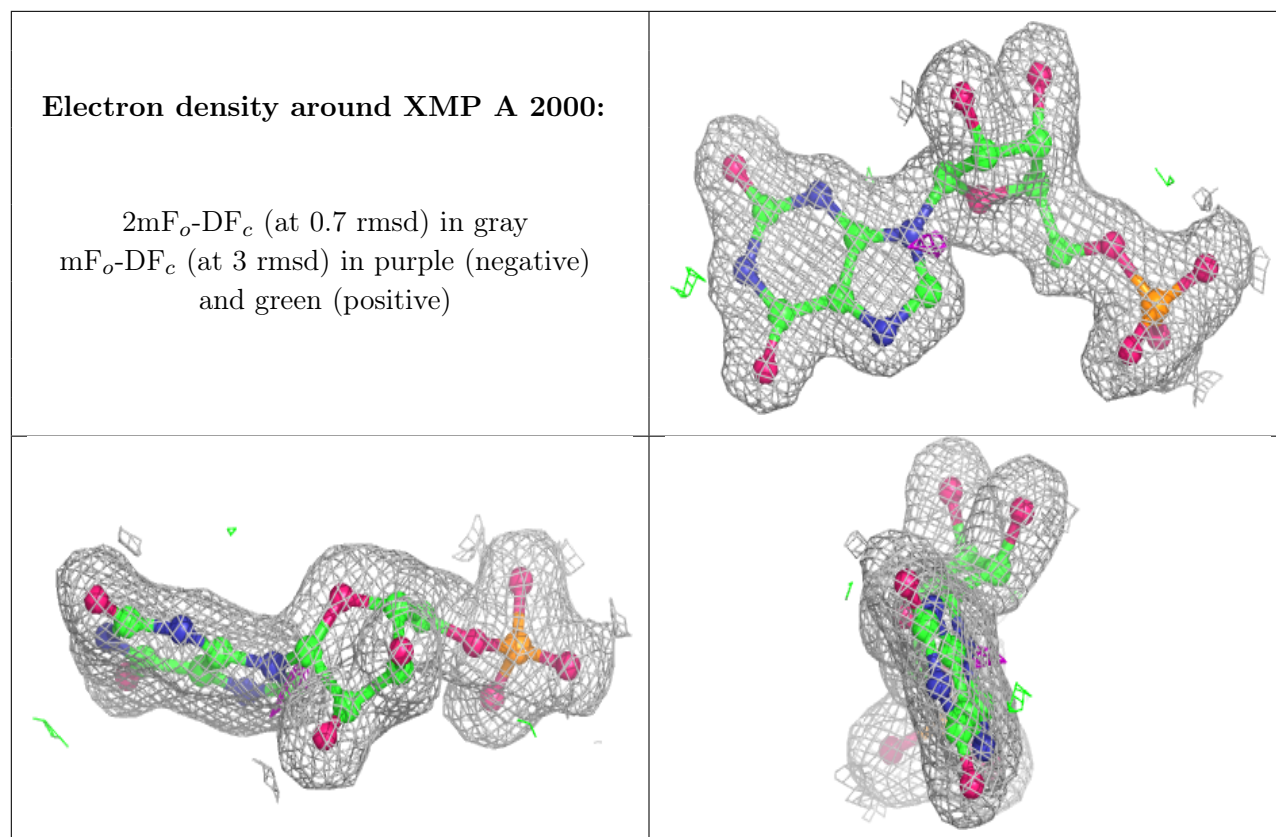 Electron density around XMP A 2000:
2mFₒ-DF𝒸 (at 0.7 rmsd) in gray
mFₒ-DF𝒸 (at 3 rmsd) in purple (negative)
and green (positive)